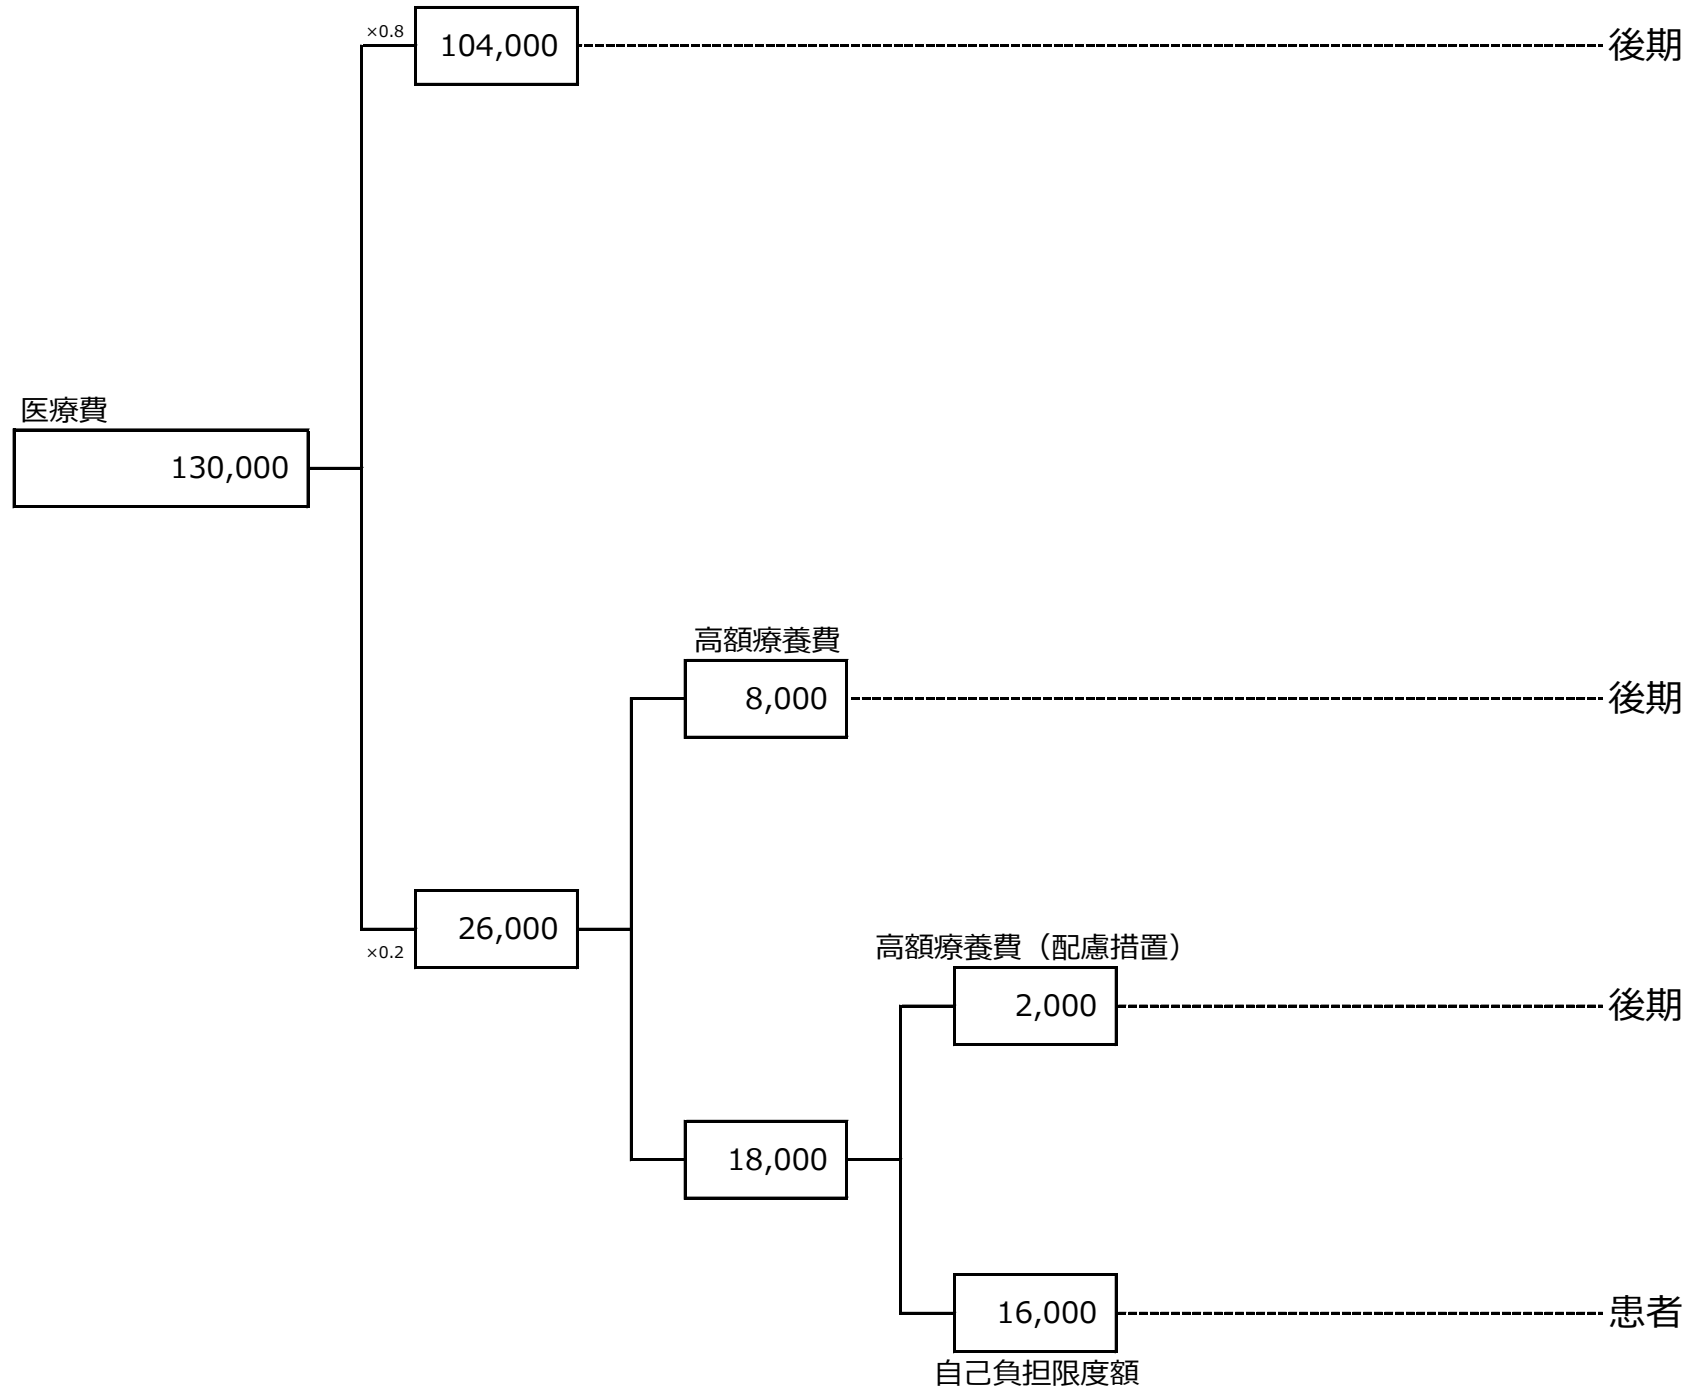 ×0.8
104,000
後期
医療費
130,000
高額療養費
8,000
後期
26,000
×0.2
高額療養費（配慮措置）
2,000
後期
18,000
16,000
患者
自己負担限度額